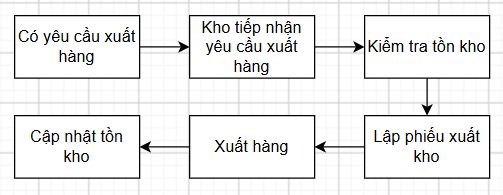 Có yêu cầu xuất
hàng
Kho tiếp nhận
yêu cầu xuất
hàng
Kiểm tra tồn kho
Lập phiếu xuất
kho
Xuất hàng
Cập nhật tồn
kho